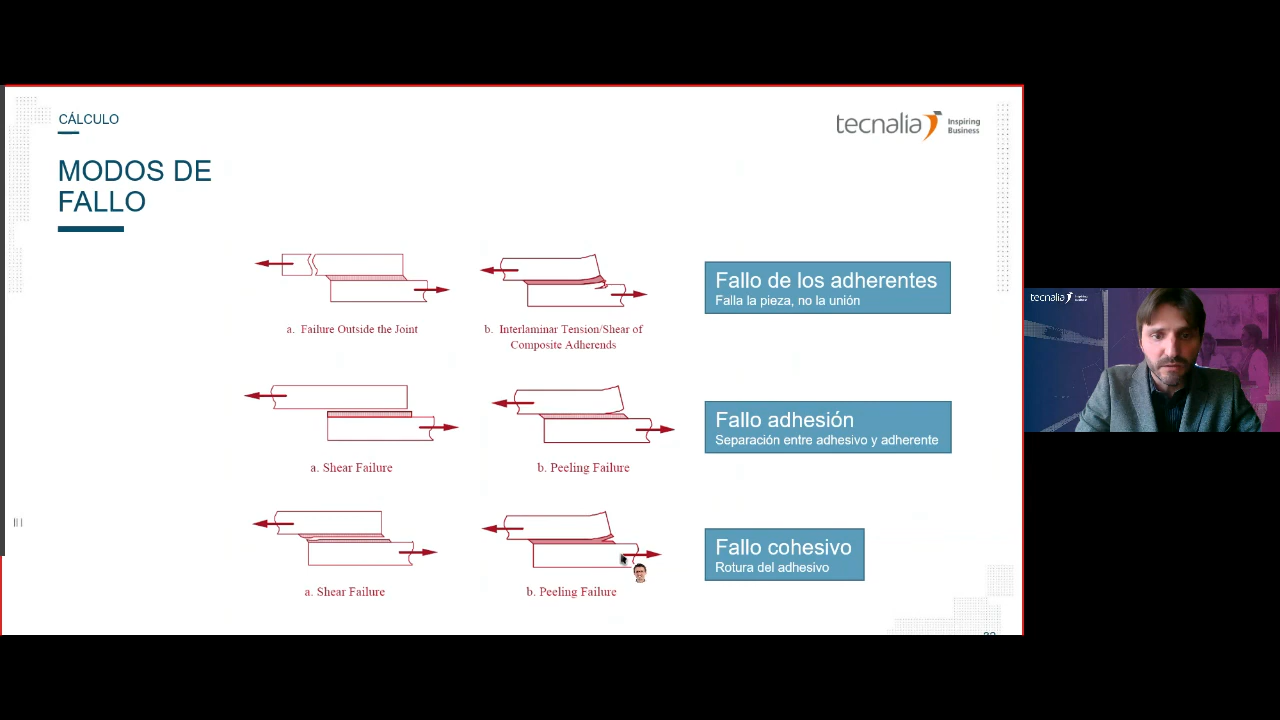 CÁLCULO
tecnalia
Inspiring
Business
MODOS DE
FALLO
a. Failure Outside the Joint
b. Interlaminar Tension/Shear of
Composite Adherends
Fallo de los adherentes
Falla la pieza, no la unión
a. Shear Failure
b. Peeling Failure
Fallo adhesión
Separación entre adhesivo y adherente
a. Shear Failure
b. Peeling Failure
Fallo cohesivo
Rotura del adhesivo
tecnalia